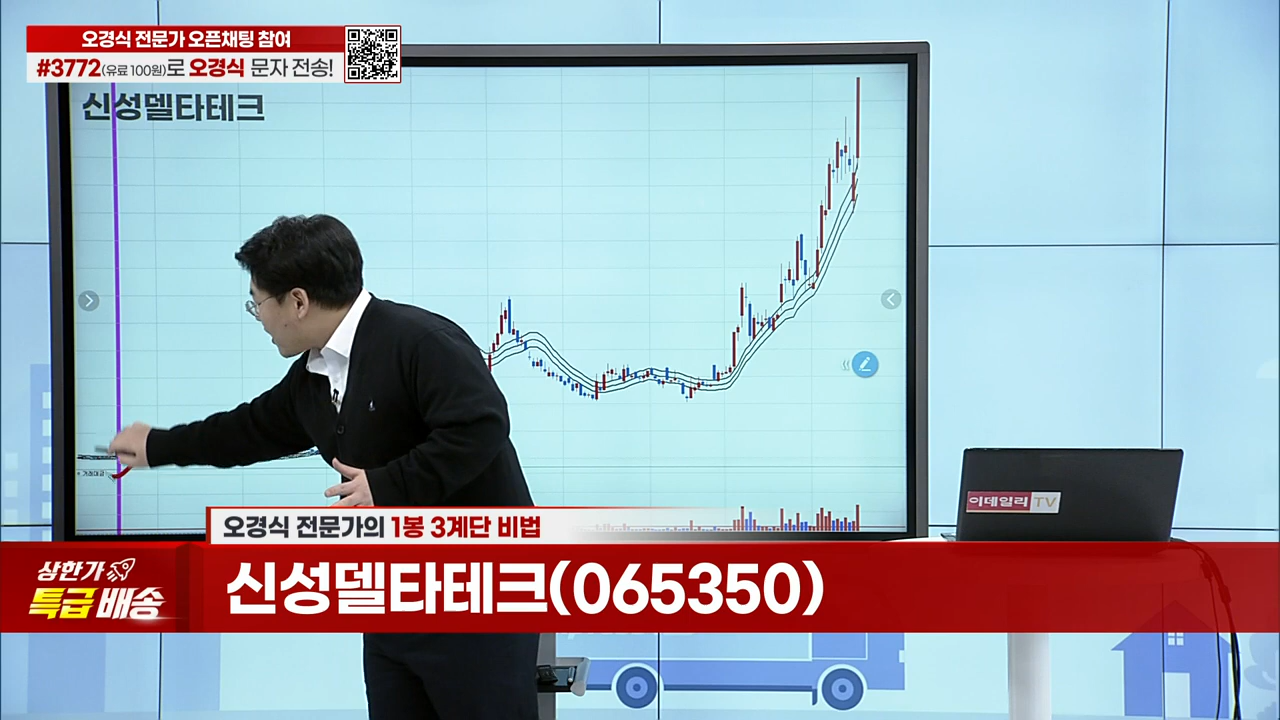 오경식 전문가 오픈채팅 참여
#3772(유료 100원)로 오경식 문자 전송!
신성델타테크
이데일리TV
오경식 전문가의 1봉 3계단 비법
상한가
특급배송
신성델타테크(065350)